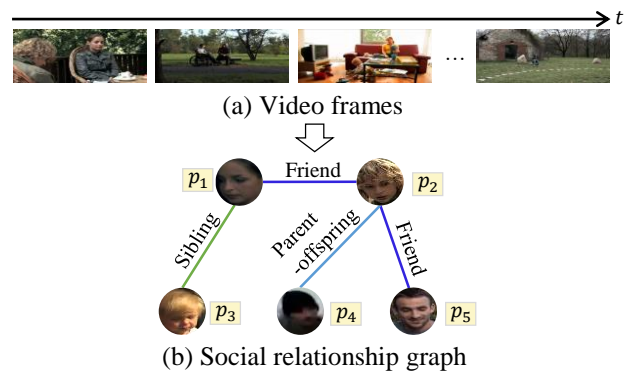 t
...
(a) Video frames
p1 Friend p2
Sibling
Parent
-offspring
Friend
p3 p4 p5
(b) Social relationship graph